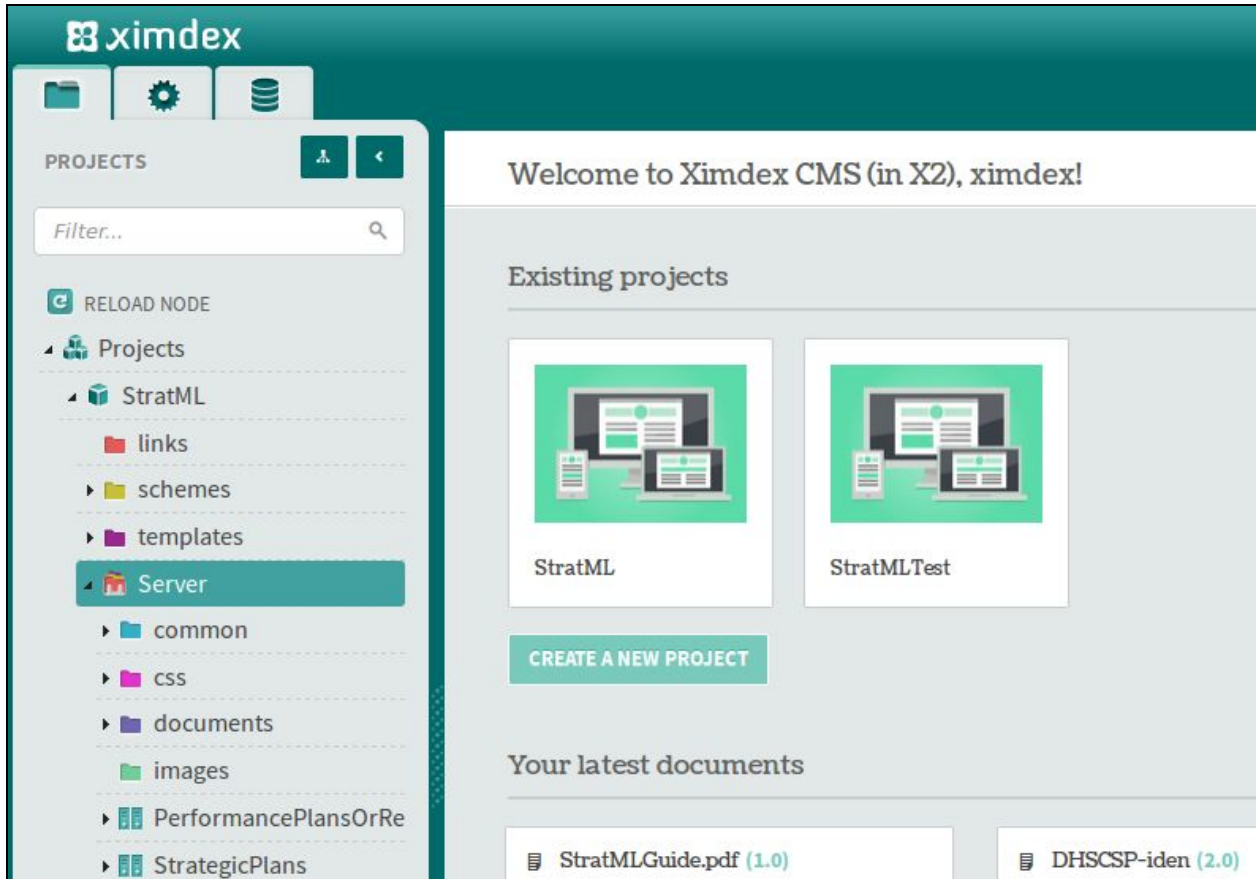 ximdex
PROJECTS
Filter...
RELOAD NODE
Projects
StratML
links
schemes
templates
Server
common
css
documents
images
PerformancePlansOrRe
StrategicPlans
Welcome to Ximdex CMS (in X2), ximdex!
Existing projects
StratML
StratMLTest
CREATE A NEW PROJECT
Your latest documents
StratMLGuide.pdf (1.0)
DHSCSP-iden (2.0)